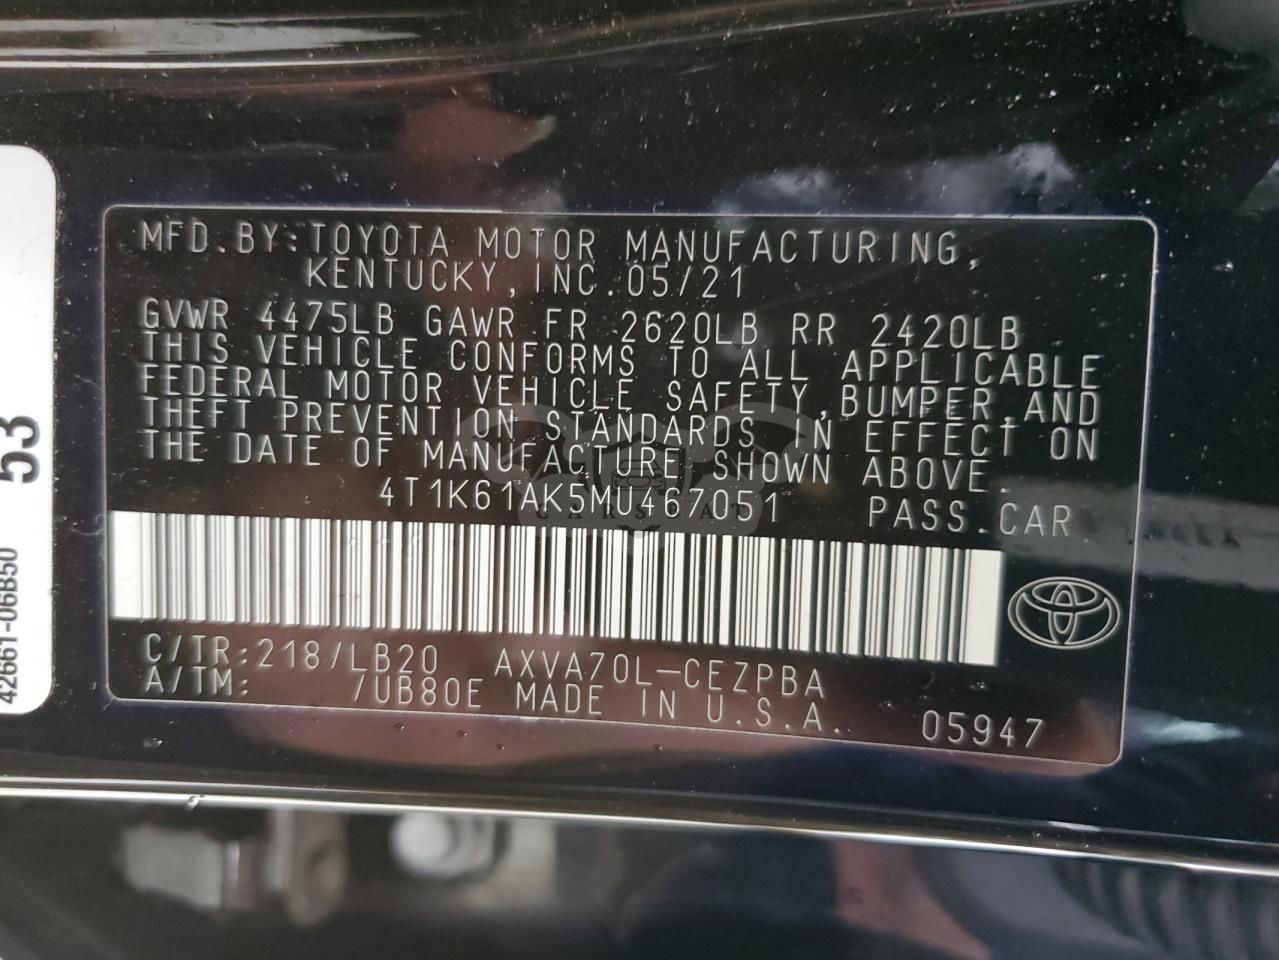 MFD.BY:TOYOTA MOTOR MANUFACTURING,
KENTUCKY,INC.05/21
GVWR 4475LB GAWR FR 2620LB RR 2420LB
THIS VEHICLE CONFORMS TO ALL APPLICABLE
FEDERAL MOTOR VEHICLE SAFETY,BUMPER,AND
THEFT PREVENTION STANDARDS IN EFFECT ON
THE DATE OF MANUFACTURE SHOWN ABOVE.
4T1K61AK5MU467051 PASS.CAR
CARSBAT
C/TR:218/LB20 AXVA70L-CEZPBA
A/TM: /UB80E MADE IN U.S.A. 05947
53
42661-06B50